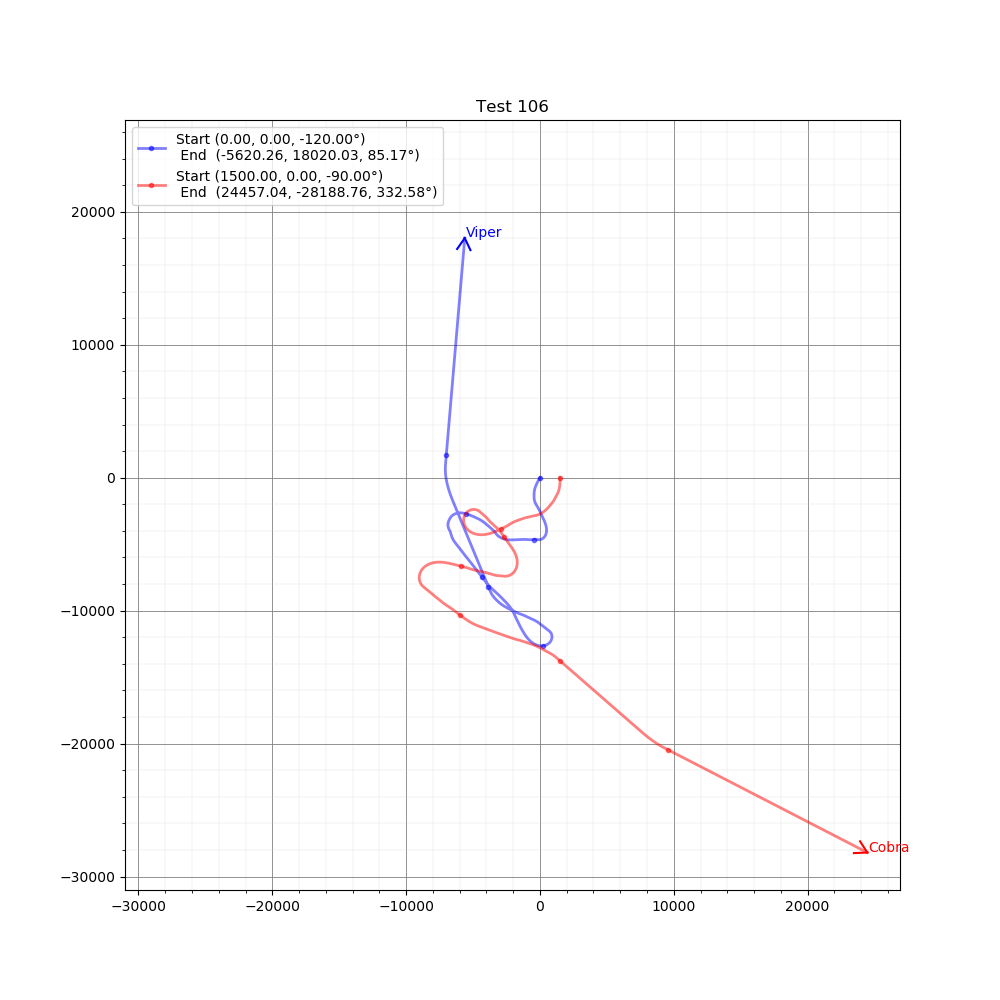 Test 106
Start (0.00, 0.00, -120.00°)
End (-5620.26, 18020.03, 85.17°)
Start (1500.00, 0.00, -90.00°)
End (24457.04, -28188.76, 332.58°)
20000
Viper
10000
0
−10000
−20000
Cobra
−30000
−30000 −20000 −10000 0 10000 20000